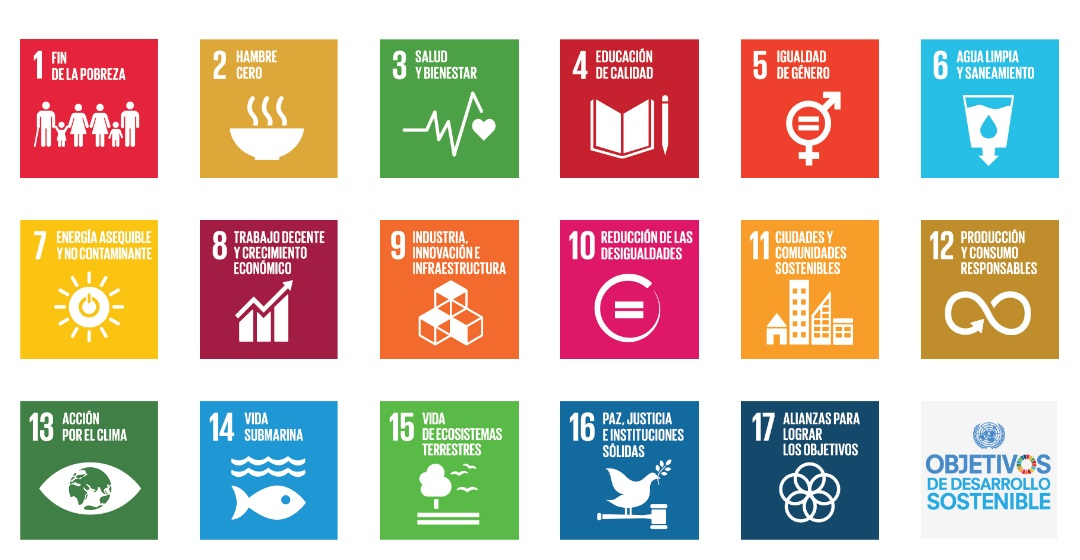 1 FIN
DE LA POBREZA
2 HAMBRE
CERO
3 SALUD
Y BIENESTAR
4 EDUCACIÓN
DE CALIDAD
5 IGUALDAD
DE GÉNERO
6 AGUA LIMPIA
Y SANEAMIENTO
7 ENERGÍA ASEQUIBLE
Y NO CONTAMINANTE
8 TRABAJO DECENTE
Y CRECIMIENTO
ECONÓMICO
9 INDUSTRIA,
INNOVACIÓN E
INFRAESTRUCTURA
10 REDUCCIÓN DE LAS
DESIGUALDADES
11 CIUDADES Y
COMUNIDADES
SOSTENIBLES
12 PRODUCCIÓN
Y CONSUMO
RESPONSABLES
13 ACCIÓN
POR EL CLIMA
14 VIDA
SUBMARINA
15 VIDA
DE ECOSISTEMAS
TERRESTRES
16 PAZ, JUSTICIA
E INSTITUCIONES
SÓLIDAS
17 ALIANZAS PARA
LOGRAR
LOS OBJETIVOS
OBJETIVOS
DE DESARROLLO
SOSTENIBLE